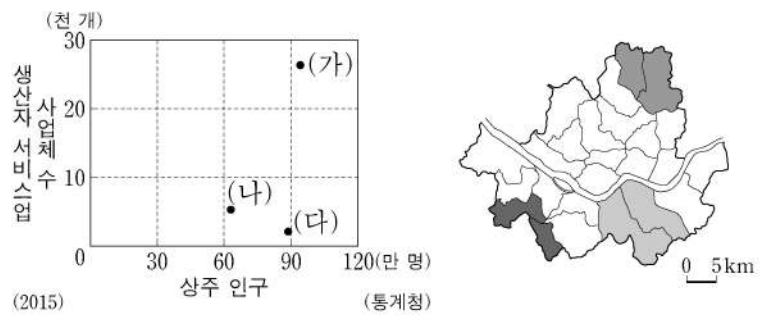 (천 개)
30
20
10
0
생산자 서비스업
사업체 수
(가)
(나)
(다)
30 60 90 120(만 명)
상주 인구
(2015) (통계청)
0 5km